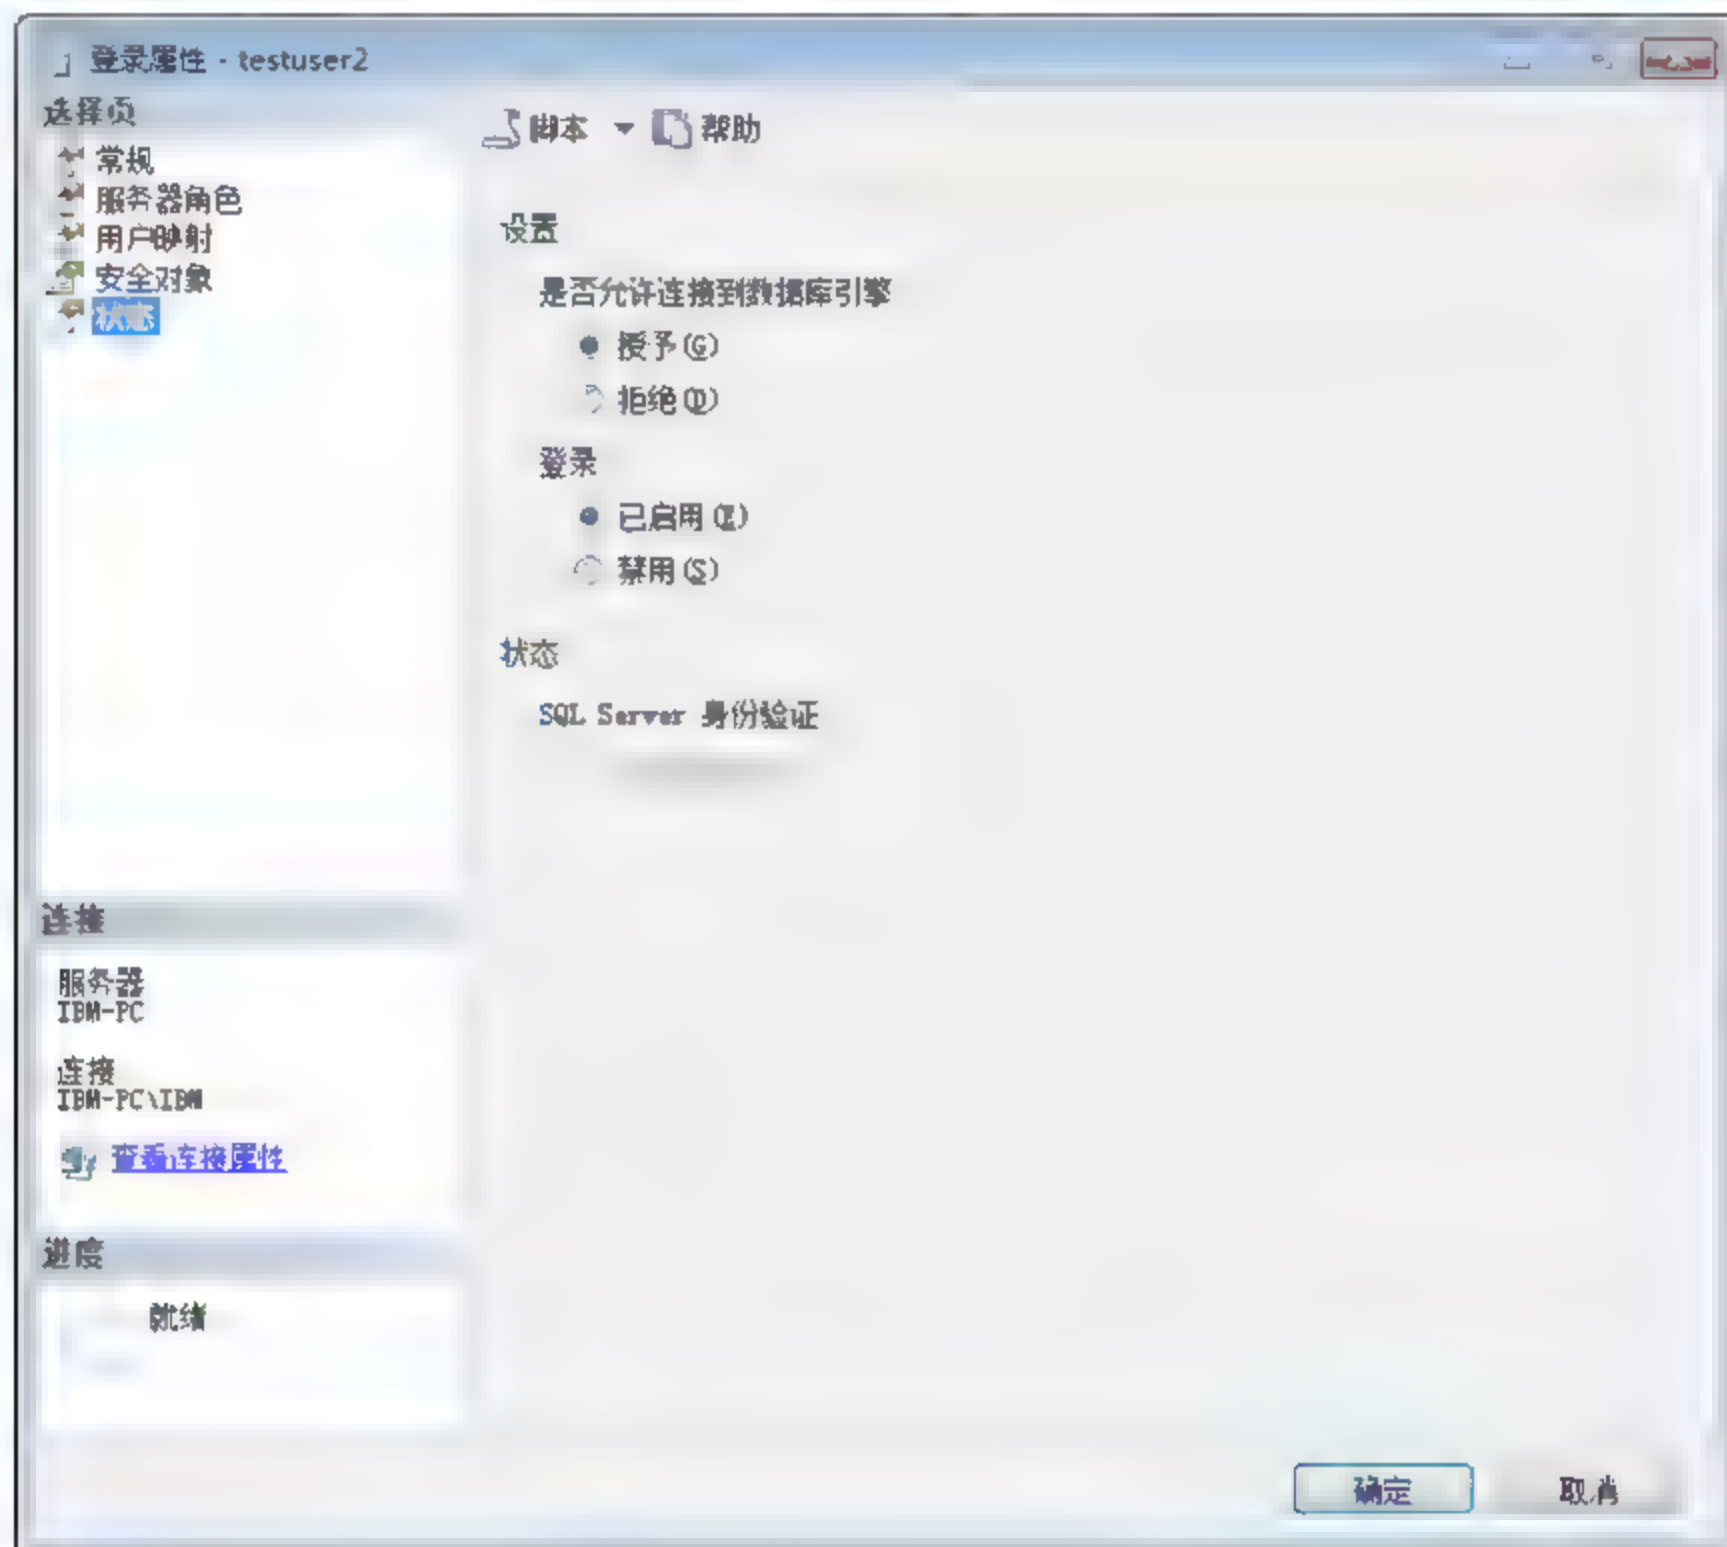 登录属性 - testuser2
选择页
常规
服务器角色
用户映射
安全对象
状态
脚本 帮助
设置
是否允许连接到数据库引擎
授予(G)
拒绝(D)
登录
已启用(E)
禁用(S)
状态
SQL Server 身份验证
连接
服务器
IBM-PC
连接
IBM-PC\IBM
查看连接属性
进度
就绪
确定 取消